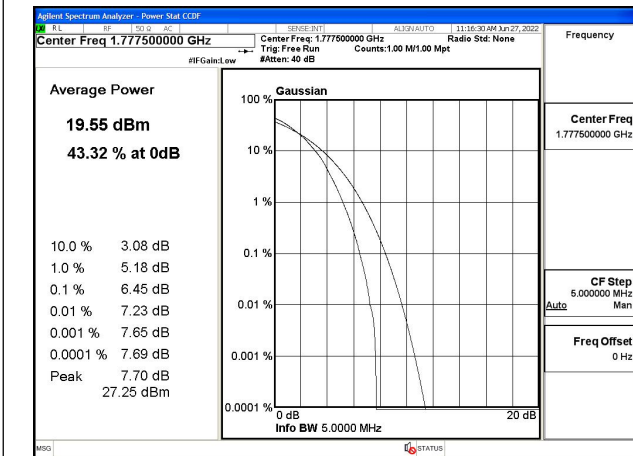 Agilent Spectrum Analyzer - Power Stat CCDF
RL RF 50 Ω AC SENSE:INT ALIGN AUTO 11:16:30 AM Jun 27, 2022
Center Freq 1.777500000 GHz
Center Freq: 1.777500000 GHz Radio Std: None
Trig: Free Run Counts:1.00 M/1.00 Mpt
#IFGain:Low #Atten: 40 dB
Average Power
19.55 dBm
43.32 % at 0dB
10.0 % 3.08 dB
1.0 % 5.18 dB
0.1 % 6.45 dB
0.01 % 7.23 dB
0.001 % 7.65 dB
0.0001 % 7.69 dB
Peak 7.70 dB
27.25 dBm
Gaussian
100 %
10 %
1 %
0.1 %
0.01 %
0.001 %
0.0001 %
0 dB 20 dB
Info BW 5.0000 MHz
Frequency
Center Freq
1.777500000 GHz
CF Step
5.000000 MHz
Auto Man
Freq Offset
0 Hz
MSG STATUS